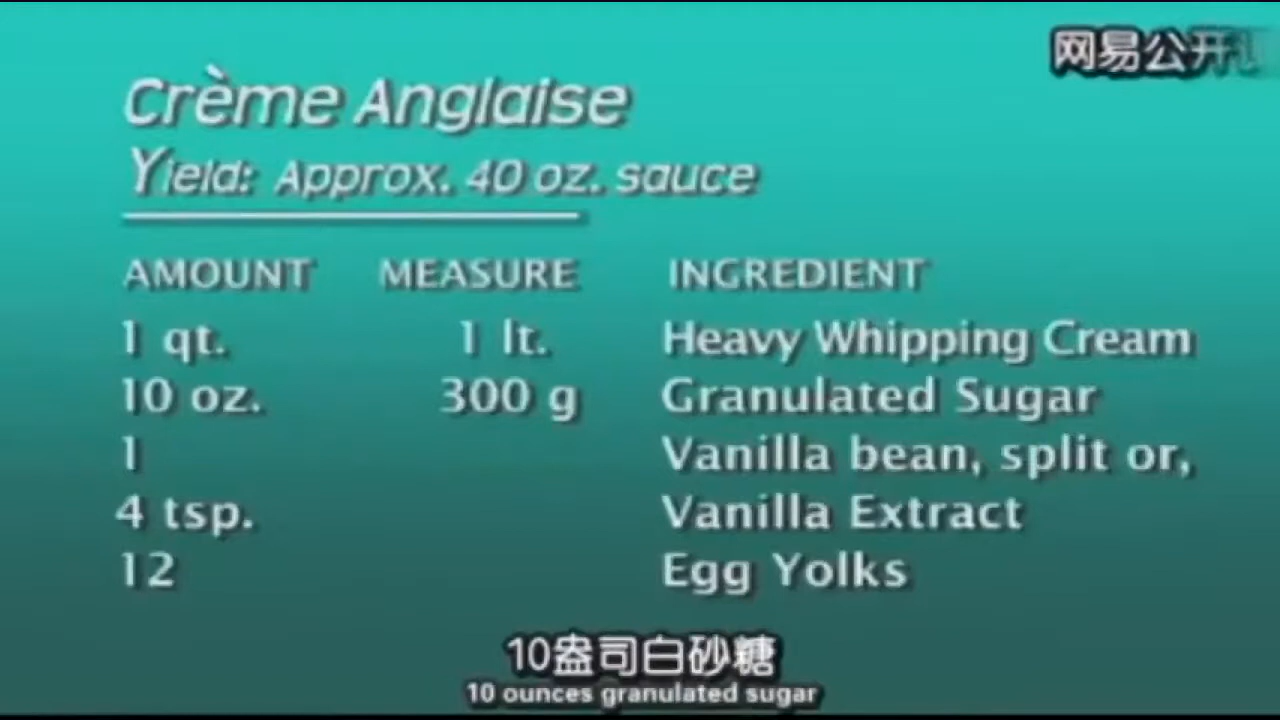 网易公开
Crème Anglaise
Yield: Approx. 40 oz. sauce
AMOUNT MEASURE INGREDIENT
1 qt. 1 lt. Heavy Whipping Cream
10 oz. 300 g Granulated Sugar
1 Vanilla bean, split or,
4 tsp. Vanilla Extract
12 Egg Yolks
10盎司白砂糖
10 ounces granulated sugar